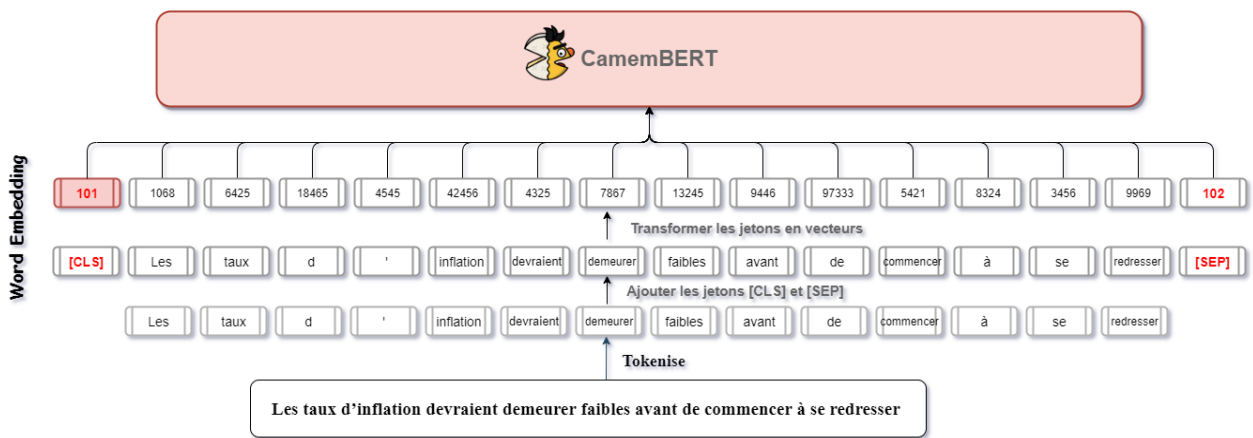 CamemBERT
Word Embedding
101 1068 6425 18465 4545 42456 4325 7867 13245 9446 97333 5421 8324 3456 9969 102
Transformer les jetons en vecteurs
[CLS] Les taux d ' inflation devraient demeurer faibles avant de commencer à se redresser [SEP]
Ajouter les jetons [CLS] et [SEP]
Les taux d ' inflation devraient demeurer faibles avant de commencer à se redresser
Tokenise
Les taux d’inflation devraient demeurer faibles avant de commencer à se redresser